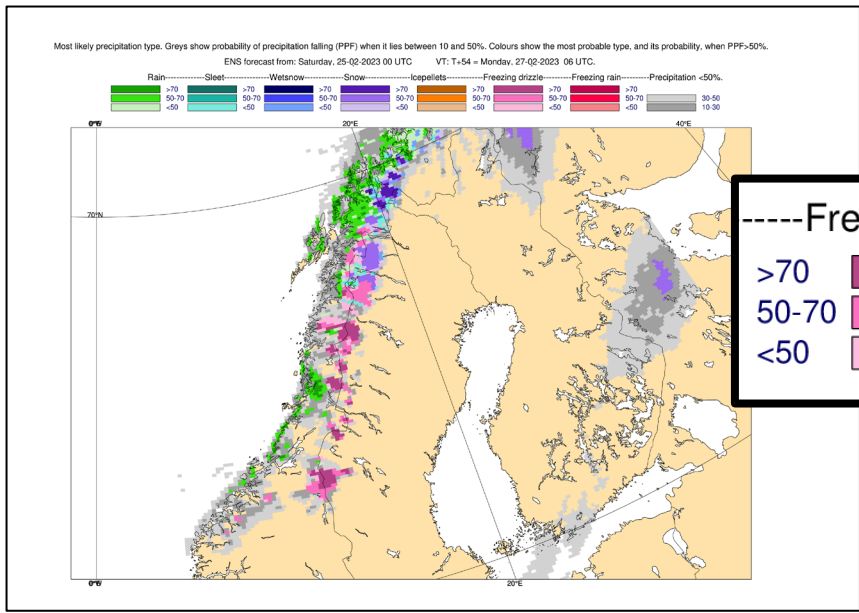 Most likely precipitation type. Greys show probability of precipitation falling (PPF) when it lies between 10 and 50%. Colours show the most probable type, and its probability, when PPF>50%.
ENS forecast from: Saturday, 25-02-2023 00 UTC VT: T+54 = Monday, 27-02-2023 06 UTC.
Rain----------Sleet-----------Wetsnow---------Snow----------Icepellets---------Freezing drizzle--------Freezing rain---------Precipitation <50%.
>70 >70 >70 >70 >70 >70 >70
50-70 50-70 50-70 50-70 50-70 50-70 50-70 30-50
<50 <50 <50 <50 <50 <50 <50 10-30
20°E 40°E
70°N
20°E
-----Fre
>70
50-70
<50